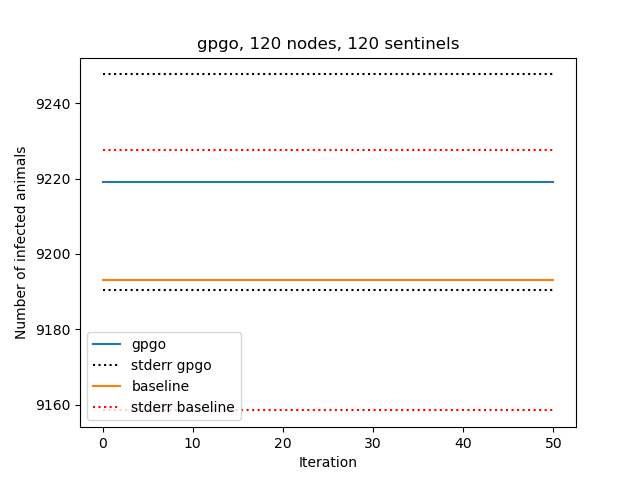 gpgo, 120 nodes, 120 sentinels
Number of infected animals
9240
9220
9200
9180
9160
gpgo
stderr gpgo
baseline
stderr baseline
0 10 20 30 40 50
Iteration